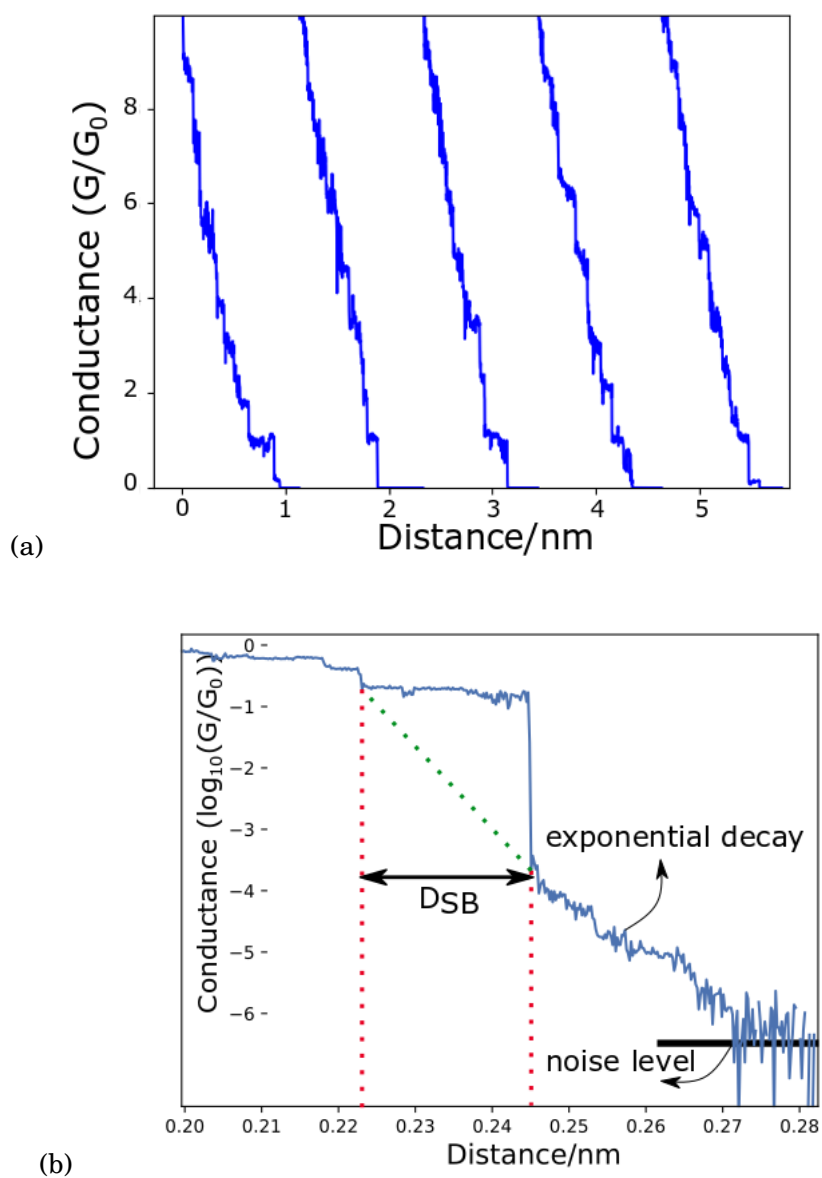 Conductance (G/G₀)
8
6
4
2
0
0 1 2 3 4 5
Distance/nm
(a)
Conductance (log₁₀(G/G₀))
0
−1
−2
−3
−4
−5
−6
exponential decay
DSB
noise level
0.20 0.21 0.22 0.23 0.24 0.25 0.26 0.27 0.28
Distance/nm
(b)